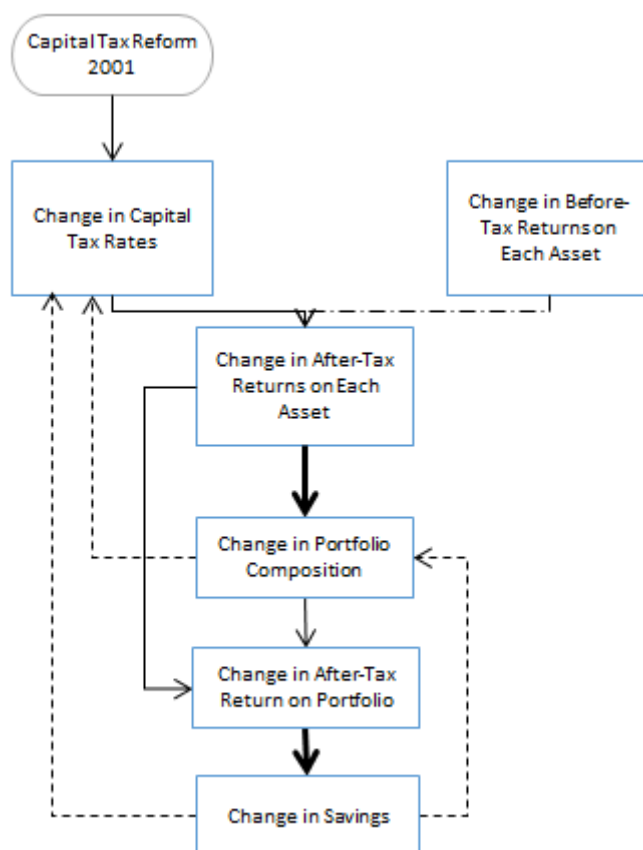 Capital Tax Reform
2001
Change in Capital
Tax Rates
Change in Before-
Tax Returns on
Each Asset
Change in After-Tax
Returns on Each
Asset
Change in Portfolio
Composition
Change in After-Tax
Return on Portfolio
Change in Savings